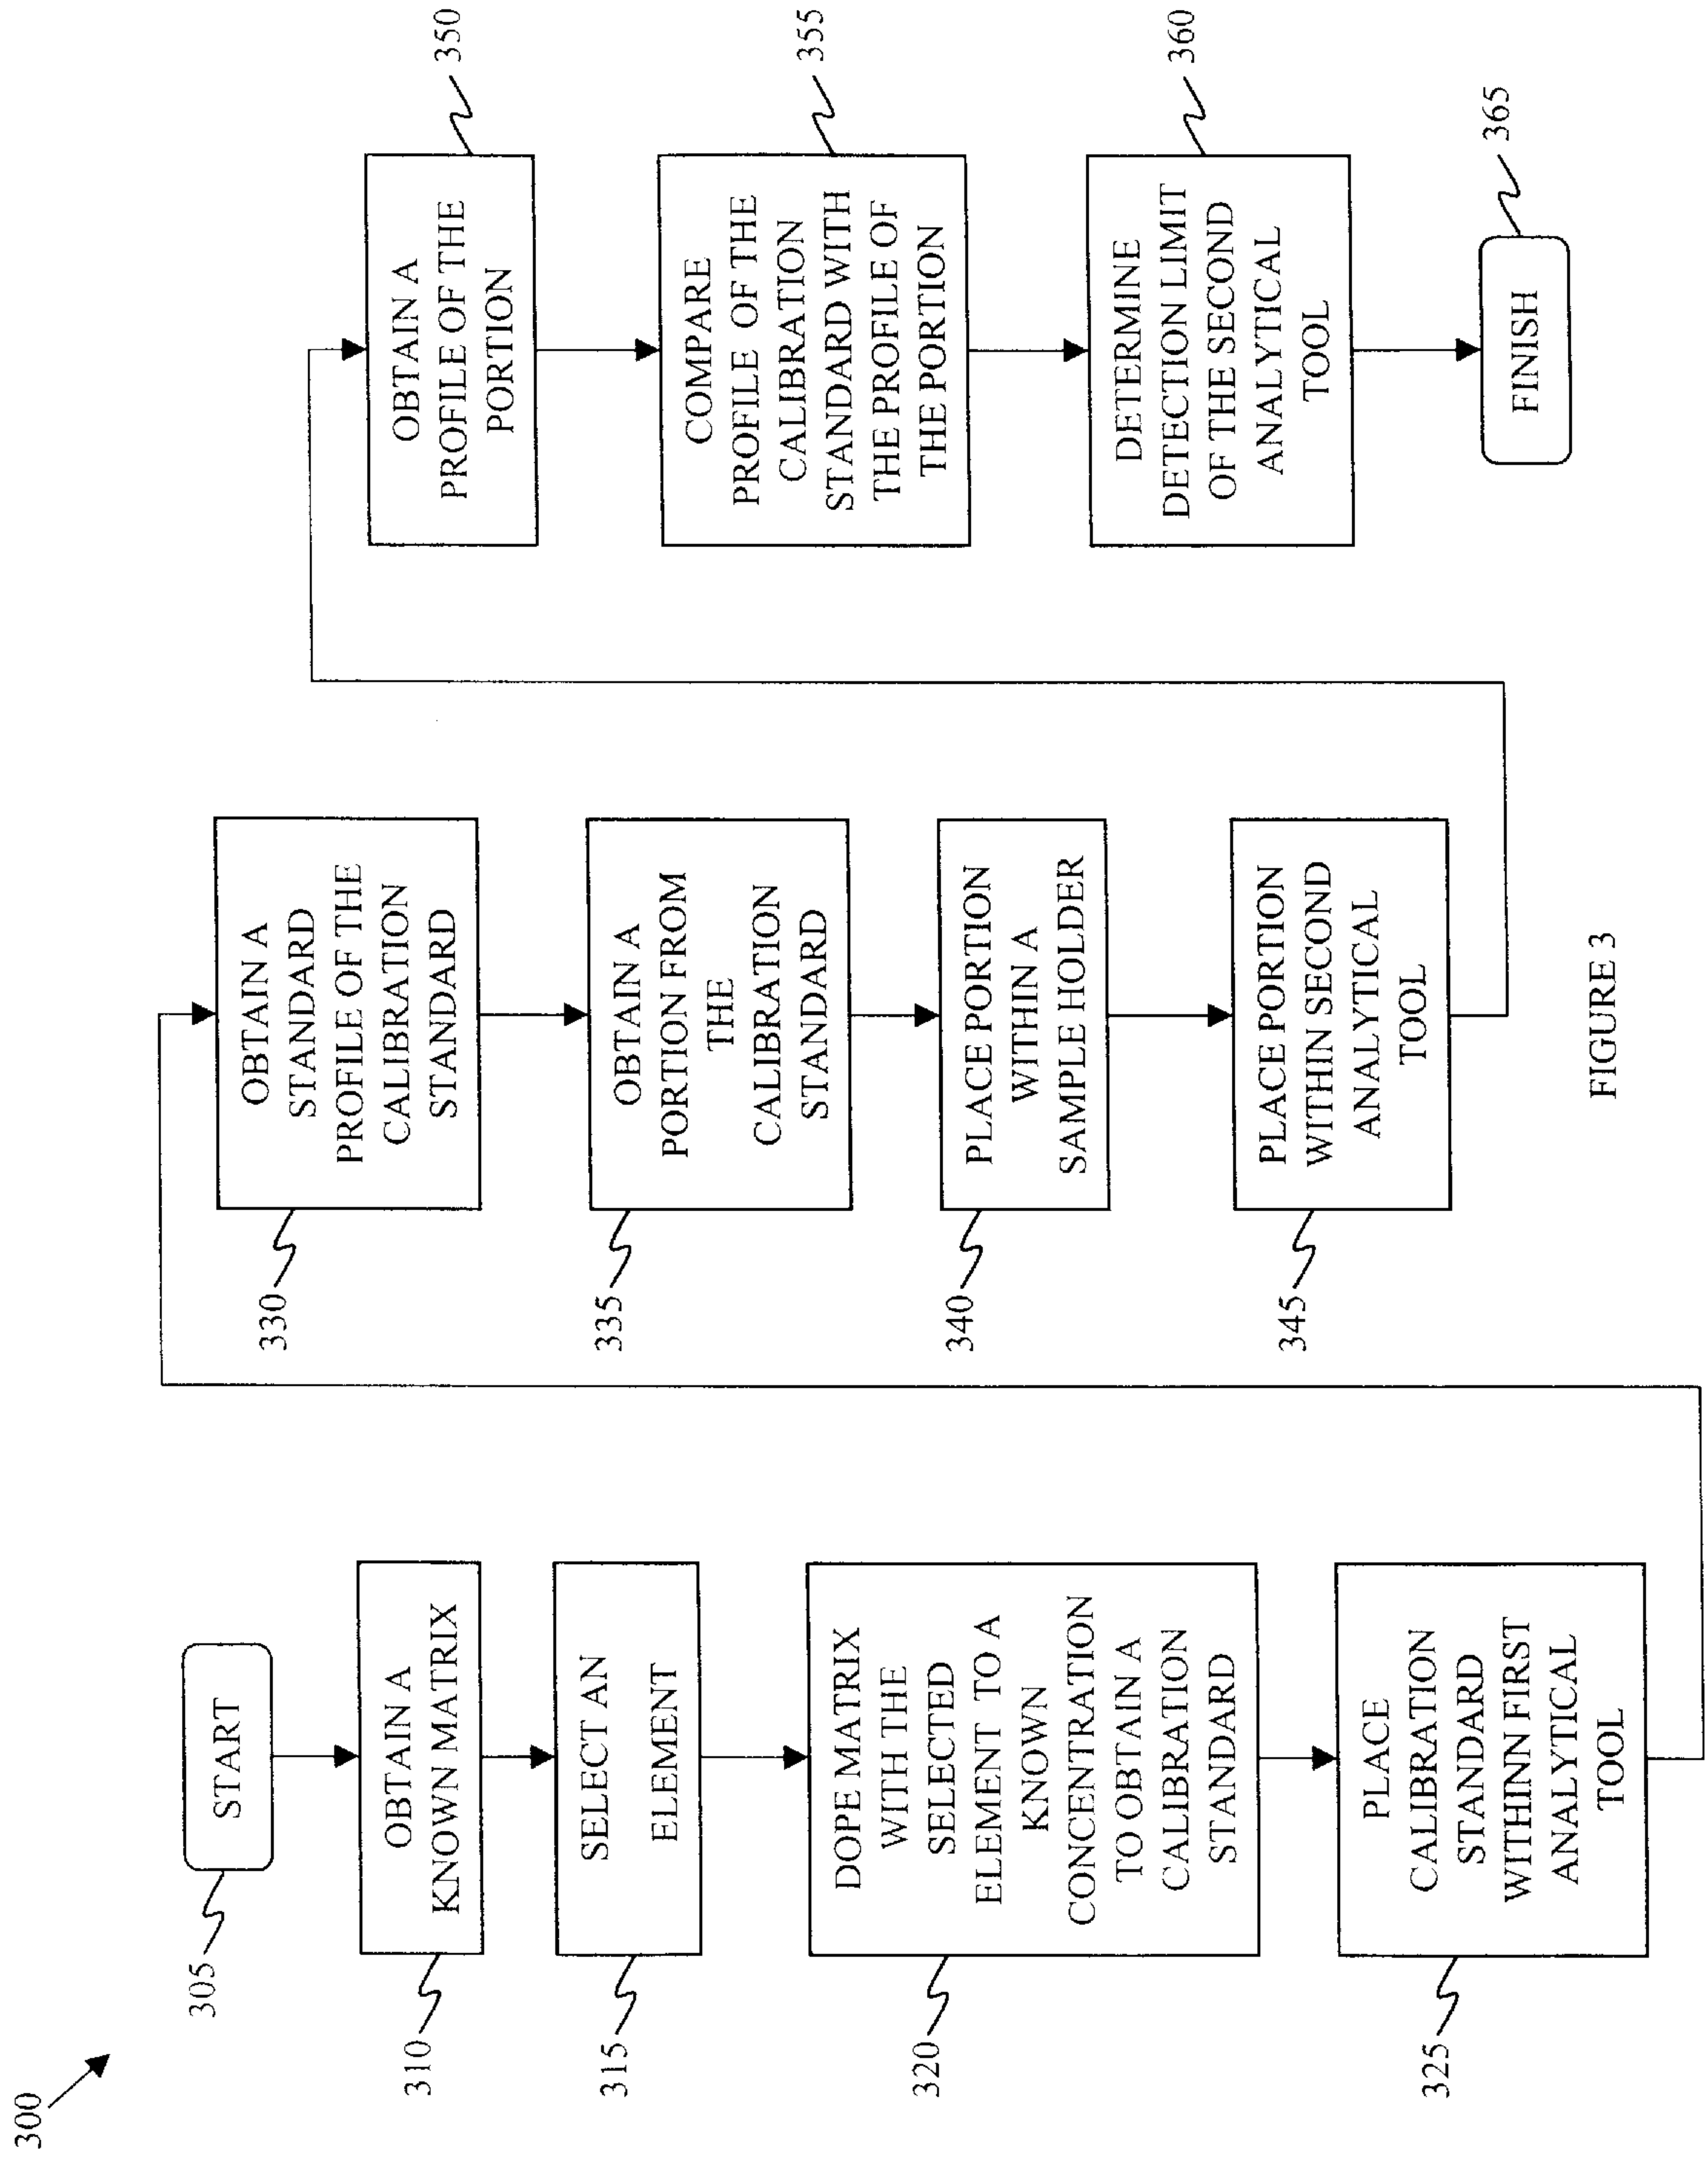 300
305
START
310
OBTAIN A
KNOWN MATRIX
315
SELECT AN
ELEMENT
320
DOPE MATRIX
WITH THE
SELECTED
ELEMENT TO A
KNOWN
CONCENTRATION
TO OBTAIN A
CALIBRATION
STANDARD
325
PLACE
CALIBRATION
STANDARD
WITHINN FIRST
ANALYTICAL
TOOL
330
OBTAIN A
STANDARD
PROFILE OF THE
CALIBRATION
STANDARD
335
OBTAIN A
PORTION FROM
THE
CALIBRATION
STANDARD
340
PLACE PORTION
WITHIN A
SAMPLE HOLDER
345
PLACE PORTION
WITHIN SECOND
ANALYTICAL
TOOL
350
OBTAIN A
PROFILE OF THE
PORTION
355
COMPARE
PROFILE OF THE
CALIBRATION
STANDARD WITH
THE PROFILE OF
THE PORTION
360
DETERMINE
DETECTION LIMIT
OF THE SECOND
ANALYTICAL
TOOL
365
FINISH
FIGURE 3